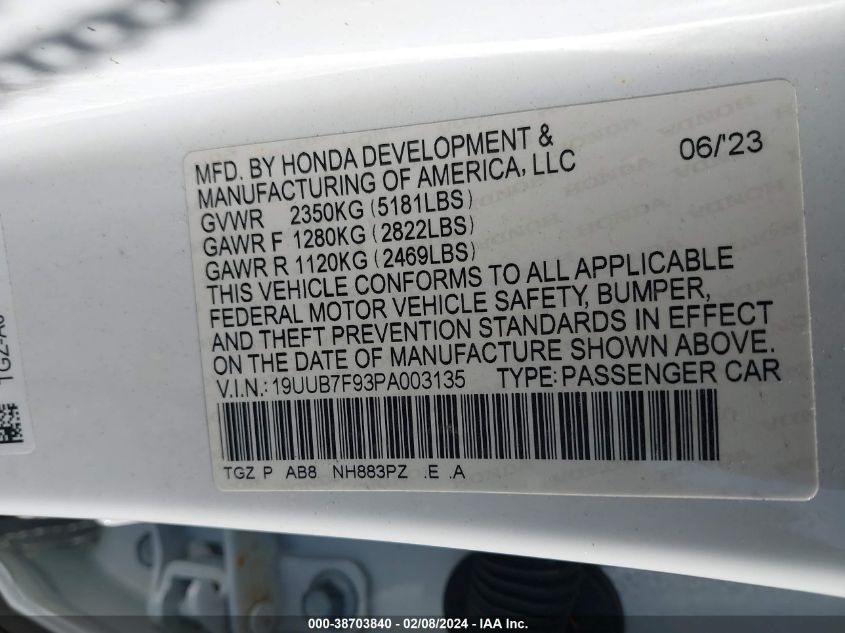 MFD. BY HONDA DEVELOPMENT &
MANUFACTURING OF AMERICA, LLC
06/'23
GVWR 2350KG (5181LBS)
GAWR F 1280KG (2822LBS)
GAWR R 1120KG (2469LBS)
THIS VEHICLE CONFORMS TO ALL APPLICABLE
FEDERAL MOTOR VEHICLE SAFETY, BUMPER,
AND THEFT PREVENTION STANDARDS IN EFFECT
ON THE DATE OF MANUFACTURE SHOWN ABOVE.
V.I.N.: 19UUB7F93PA003135 TYPE: PASSENGER CAR
TGZ P AB8 NH883PZ .E .A
000-38703840 - 02/08/2024 - IAA Inc.